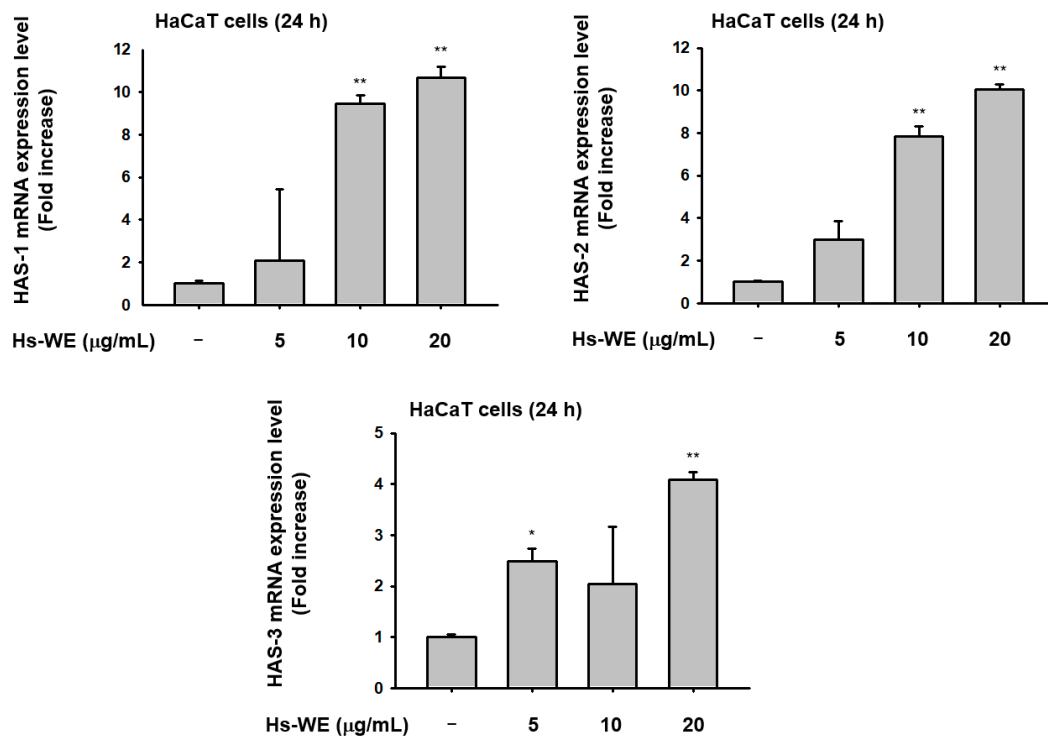 HaCaT cells (24 h)
HAS-1 mRNA expression level
(Fold increase)
12
10
8
6
4
2
0
** **
Hs-WE (µg/mL) – 5 10 20
HaCaT cells (24 h)
HAS-2 mRNA expression level
(Fold increase)
12
10
8
6
4
2
0
** **
Hs-WE (µg/mL) – 5 10 20
HaCaT cells (24 h)
HAS-3 mRNA expression level
(Fold increase)
5
4
3
2
1
0
* **
Hs-WE (µg/mL) – 5 10 20